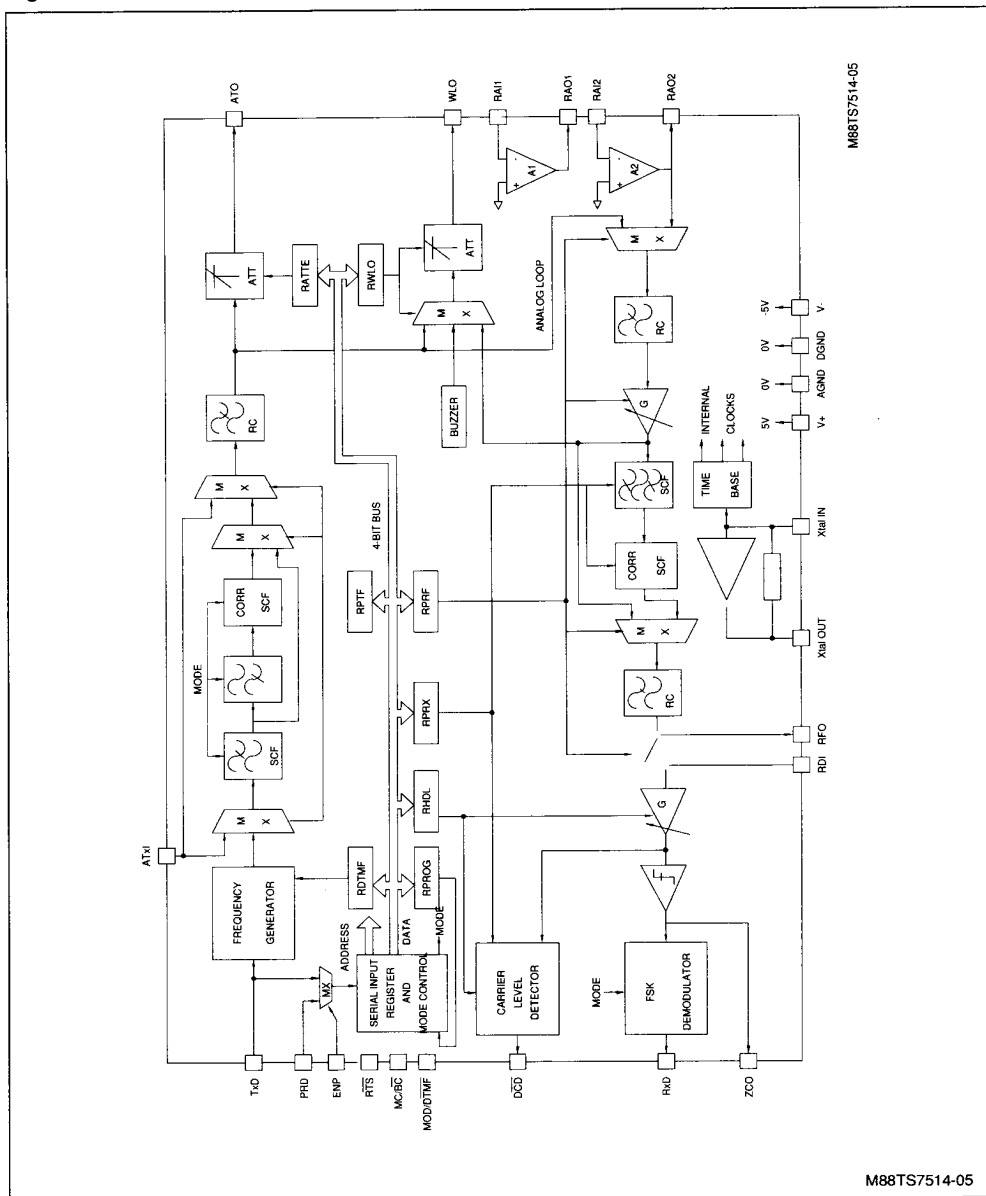 M88TS7514-05
ATO
WLO
RAI1
RAO1
RAI2
RAO2
A1
-
+
A2
-
+
ATT
RATTE
RWLO
ATT
M X
M X
ANALOG LOOP
RC
BUZZER
RC
G
INTERNAL
CLOCKS
TIME
BASE
-5V
V-
0V
DGND
0V
AGND
5V
V+
M X
M X
4-BIT BUS
SCF
CORR
SCF
Xtal IN
Xtal OUT
CORR
SCF
MODE
SCF
RPTF
RPRF
M X
RC
RPRX
RHDL
RFO
RDI
G
M X
ATxI
FREQUENCY
GENERATOR
RDTMF
RPROG
ADDRESS
DATA
MODE
MX
SERIAL INPUT
REGISTER
AND
MODE CONTROL
CARRIER
LEVEL
DETECTOR
MODE
FSK
DEMODULATOR
TxD
PRD
ENP
RTS
MC/BC
MOD/DTMF
DCD
RxD
ZCO
M88TS7514-05